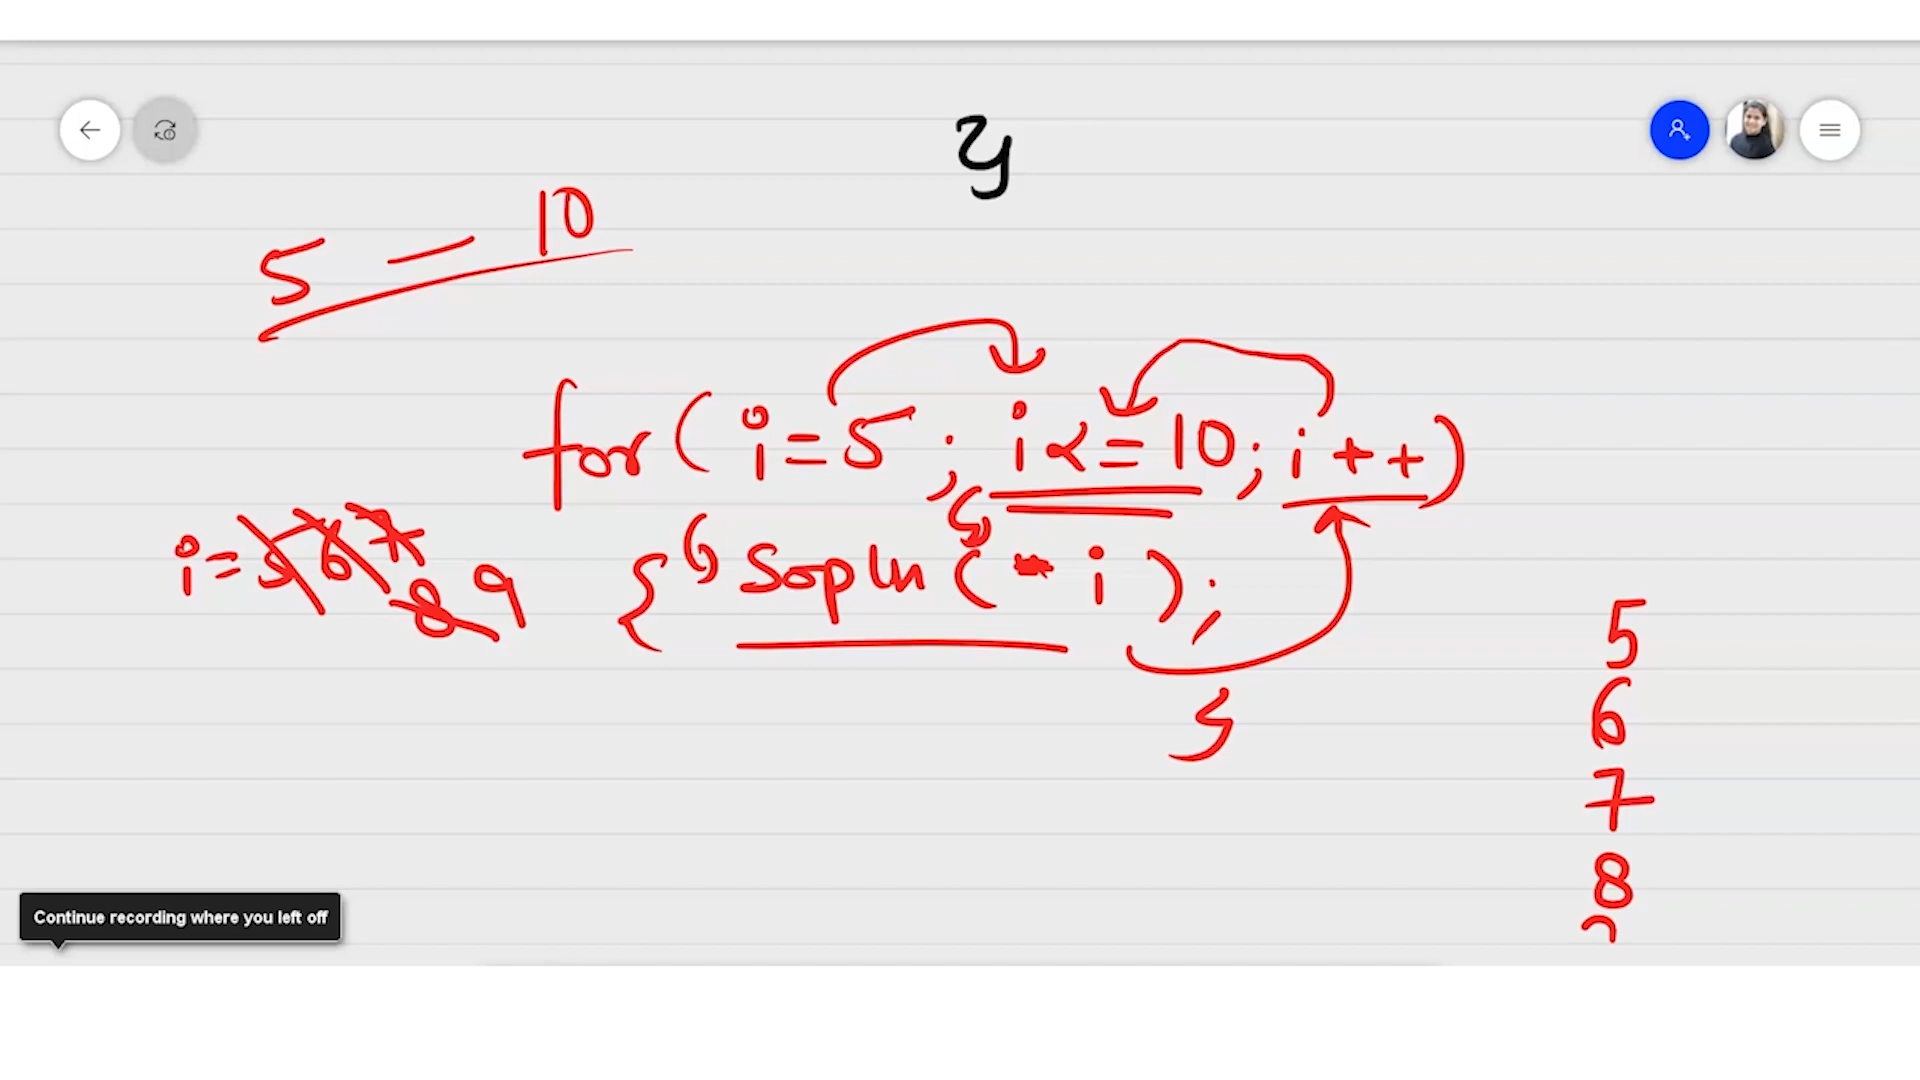 5 - 10
for ( i = 5 ; i <= 10 ; i + + )
i = 5 6 7
8 9
{ Sopln ( i ) ;
}
5
6
7
8
Continue recording where you left off